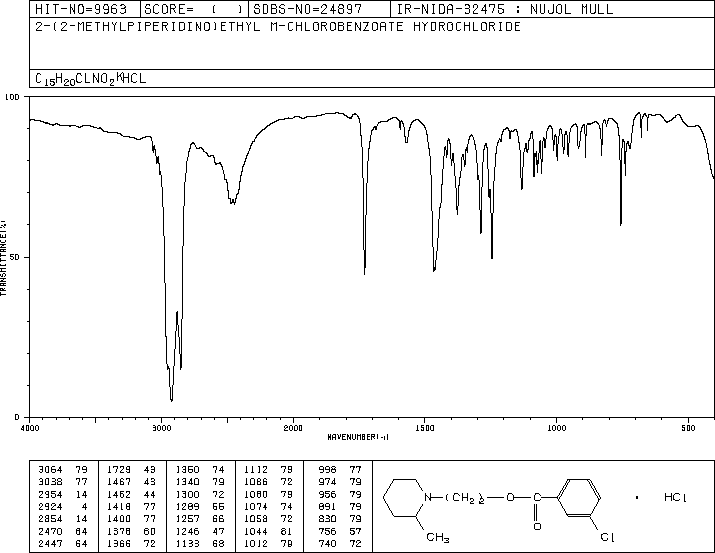 HIT-NO=9963 SCORE= ( ) SDBS-NO=24897 IR-NIDA-32475 : NUJOL MULL
2-(2-METHYLPIPERIDINO)ETHYL M-CHLOROBENZOATE HYDROCHLORIDE
C15H20CLNO2*HCL
100
50
0
TRANSMITTANCE(%)
4000 3000 2000 1500 1000 500
WAVENUMBER(-1)
3064 79 1729 43 1350 74 1112 79 998 77
3038 77 1467 43 1340 79 1086 72 974 79
2954 14 1462 44 1300 72 1080 79 956 79
2924 4 1418 77 1289 55 1074 74 891 79
2854 14 1400 77 1257 66 1058 72 830 79
2470 64 1378 60 1246 47 1044 81 756 57
2447 64 1366 72 1133 68 1012 79 740 72
N-(CH2)2-O-C
O
CH3
Cl
· HCl